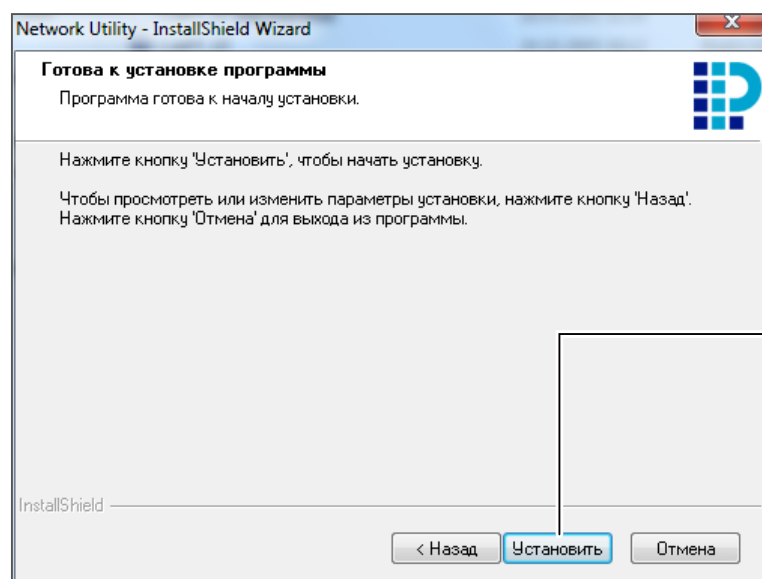 Network Utility - InstallShield Wizard
Готова к установке программы
Программа готова к началу установки.
Нажмите кнопку 'Установить', чтобы начать установку.
Чтобы просмотреть или изменить параметры установки, нажмите кнопку 'Назад'.
Нажмите кнопку 'Отмена' для выхода из программы.
InstallShield
< Назад Установить Отмена